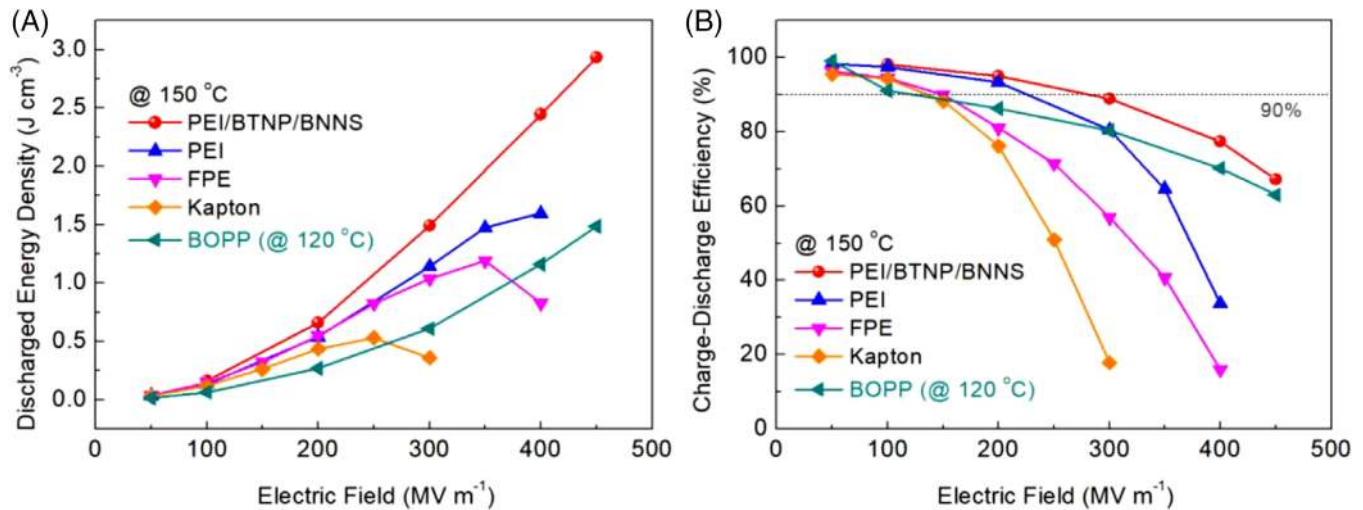 (A)
Discharged Energy Density (J cm⁻³)
3.0
2.5
2.0
1.5
1.0
0.5
0.0
@ 150 °C
PEI/BTNP/BNNS
PEI
FPE
Kapton
BOPP (@ 120 °C)
0 100 200 300 400 500
Electric Field (MV m⁻¹)
(B)
Charge-Discharge Efficiency (%)
100
80
60
40
20
0
90%
@ 150 °C
PEI/BTNP/BNNS
PEI
FPE
Kapton
BOPP (@ 120 °C)
0 100 200 300 400 500
Electric Field (MV m⁻¹)